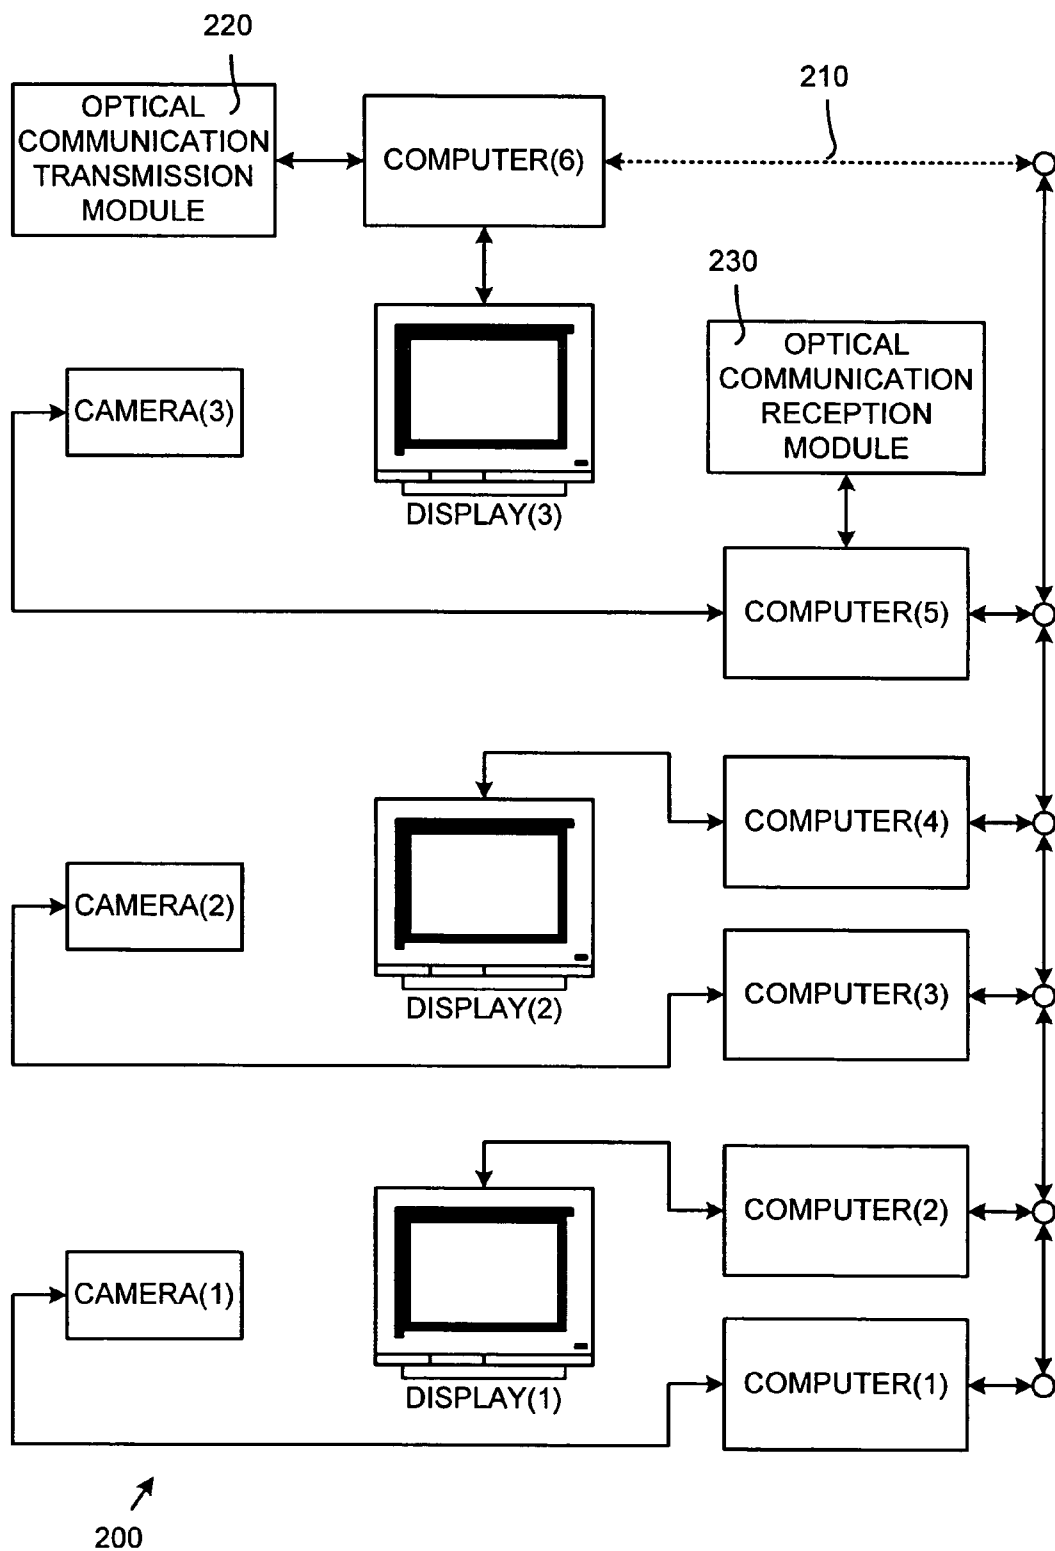 220
OPTICAL
COMMUNICATION
TRANSMISSION
MODULE
COMPUTER(6)
210
230
OPTICAL
COMMUNICATION
RECEPTION
MODULE
CAMERA(3)
DISPLAY(3)
COMPUTER(5)
COMPUTER(4)
CAMERA(2)
DISPLAY(2)
COMPUTER(3)
COMPUTER(2)
CAMERA(1)
DISPLAY(1)
COMPUTER(1)
200